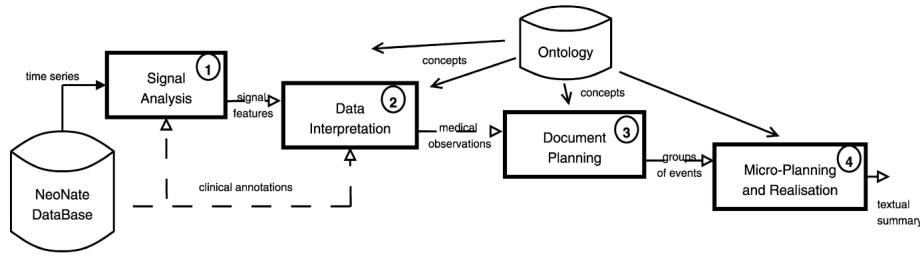 Ontology
concepts
concepts
time series
Signal
Analysis
1
signal
features
Data
Interpretation
2
medical
observations
Document
Planning
3
groups
of events
Micro-Planning
and Realisation
4
textual
summary
NeoNate
DataBase
clinical annotations